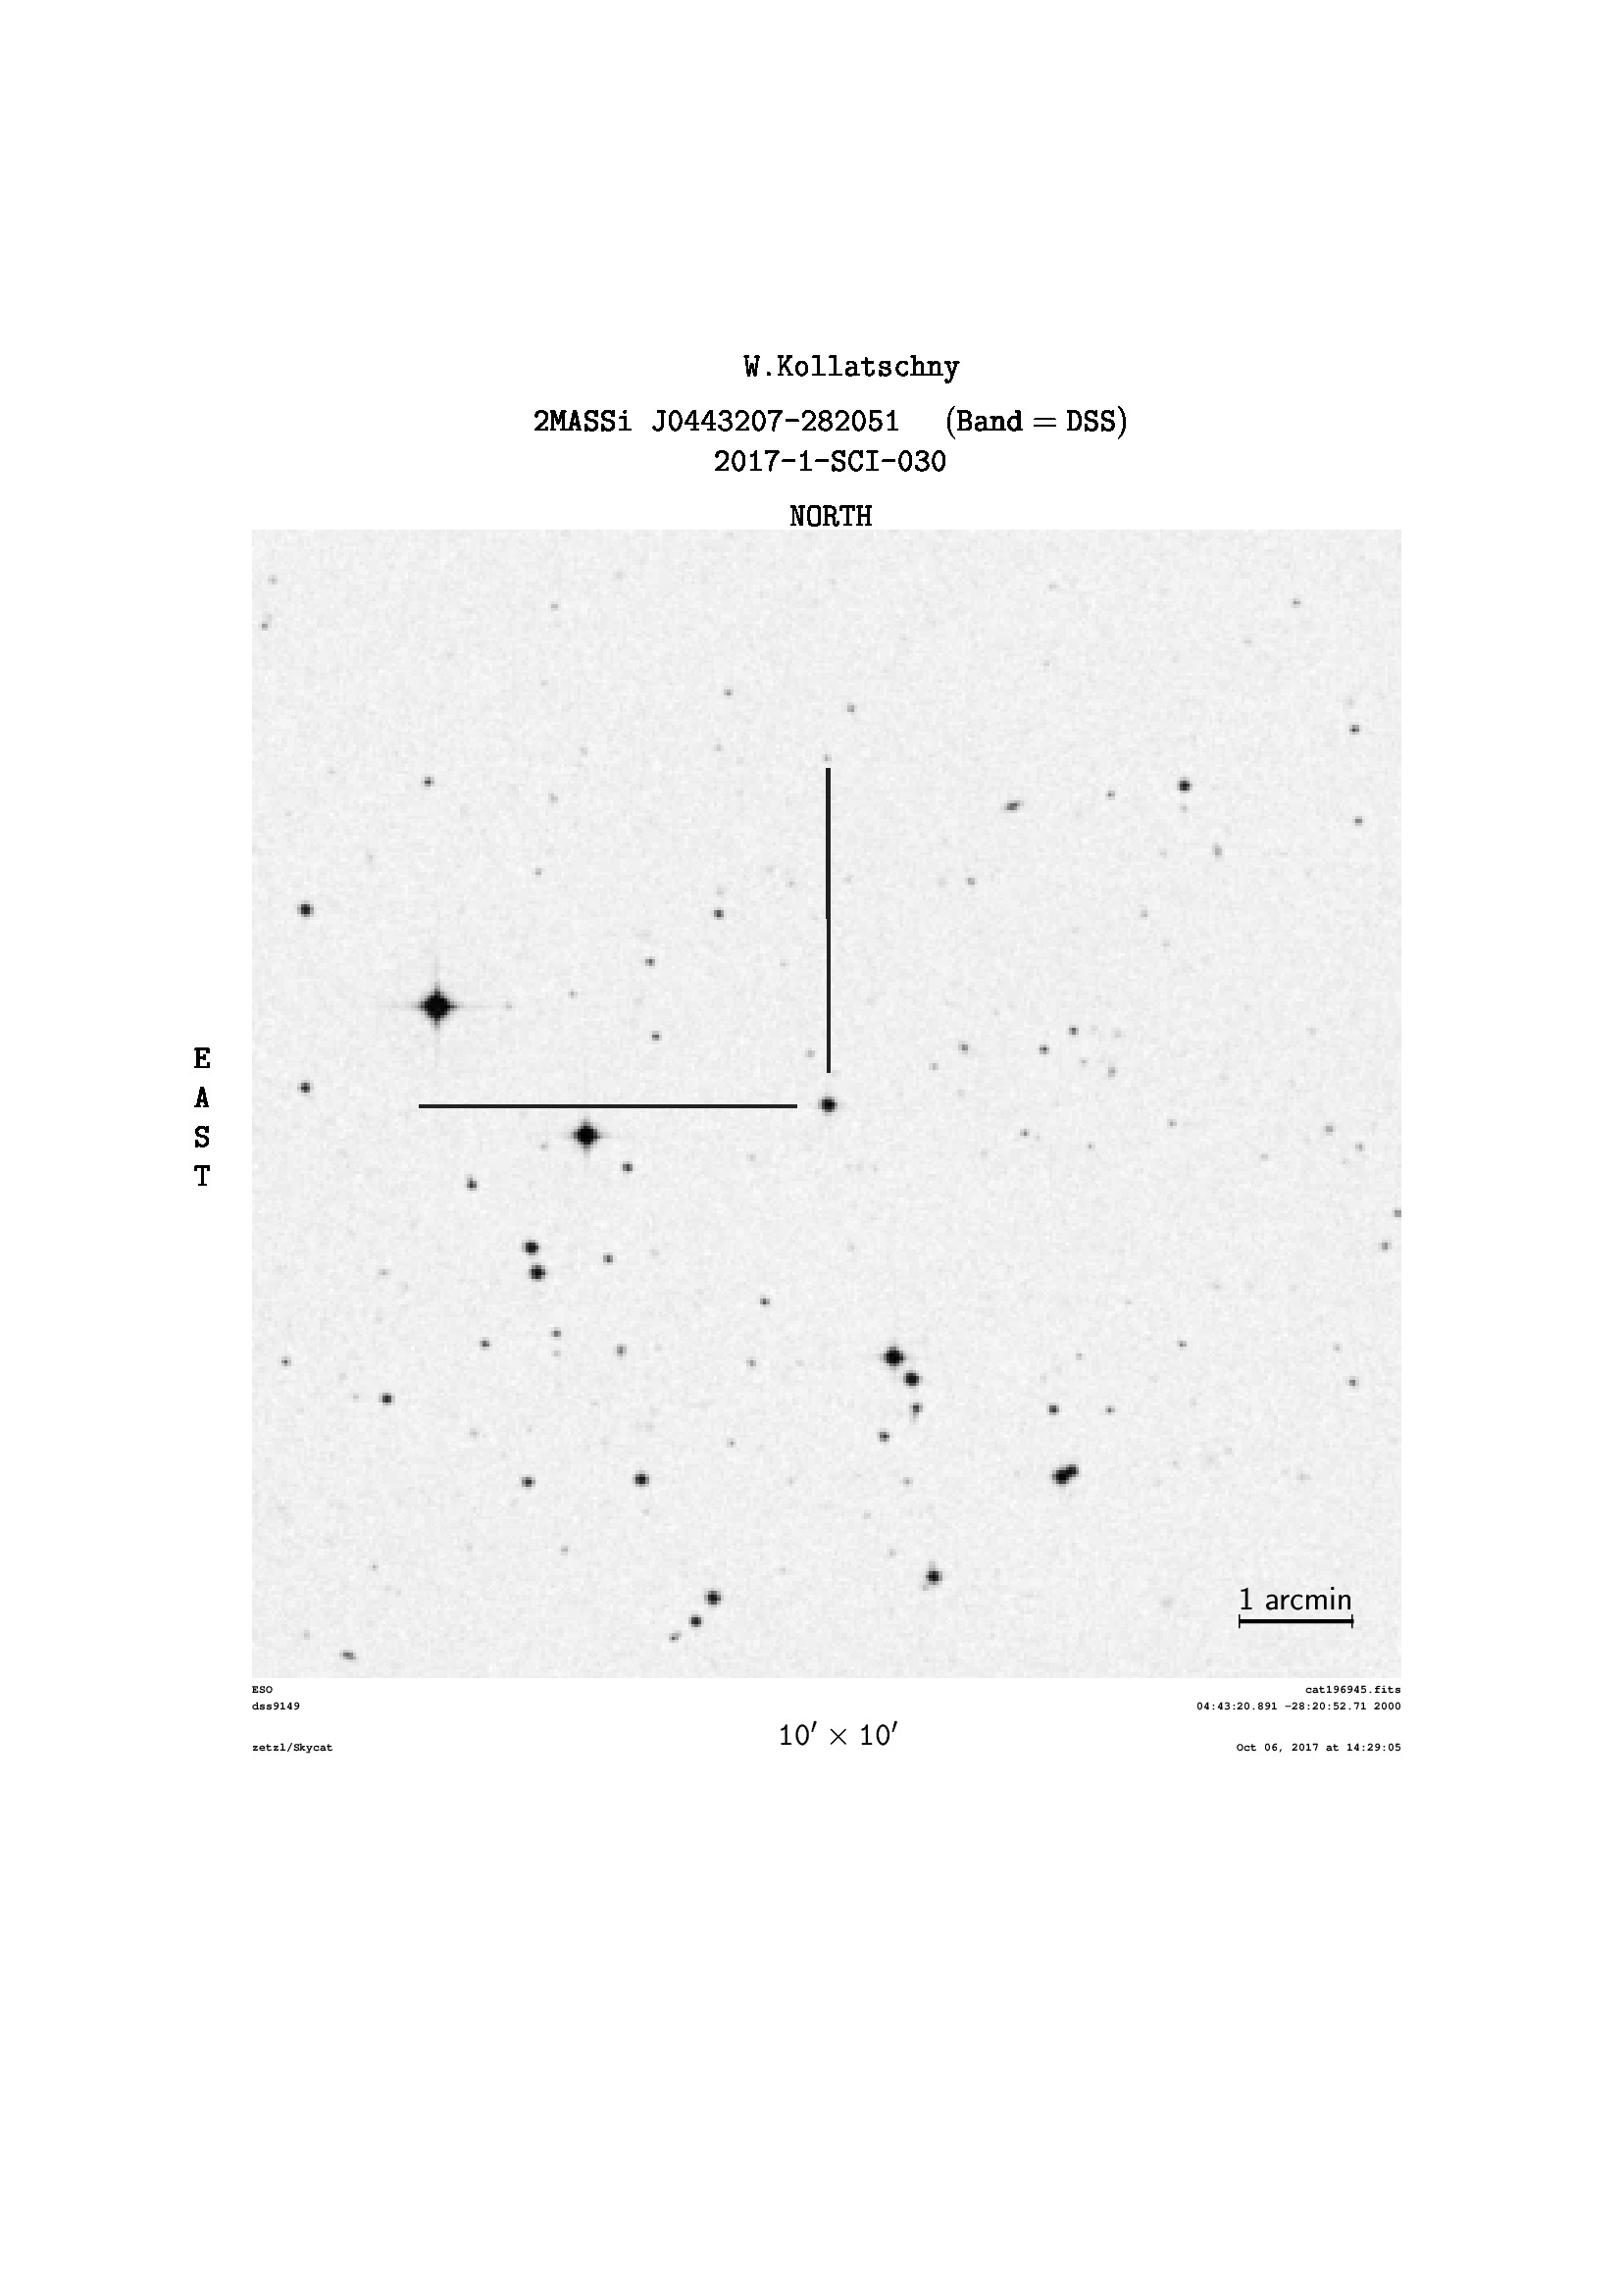 W.Kollatschny
2MASSi J0443207-282051 (Band = DSS)
2017-1-SCI-030
NORTH
E
A
S
T
1 arcmin
ESO
cat196945.fits
dss9149
04:43:20.891 -28:20:52.71 2000
10′ × 10′
zetzl/Skycat
Oct 06, 2017 at 14:29:05